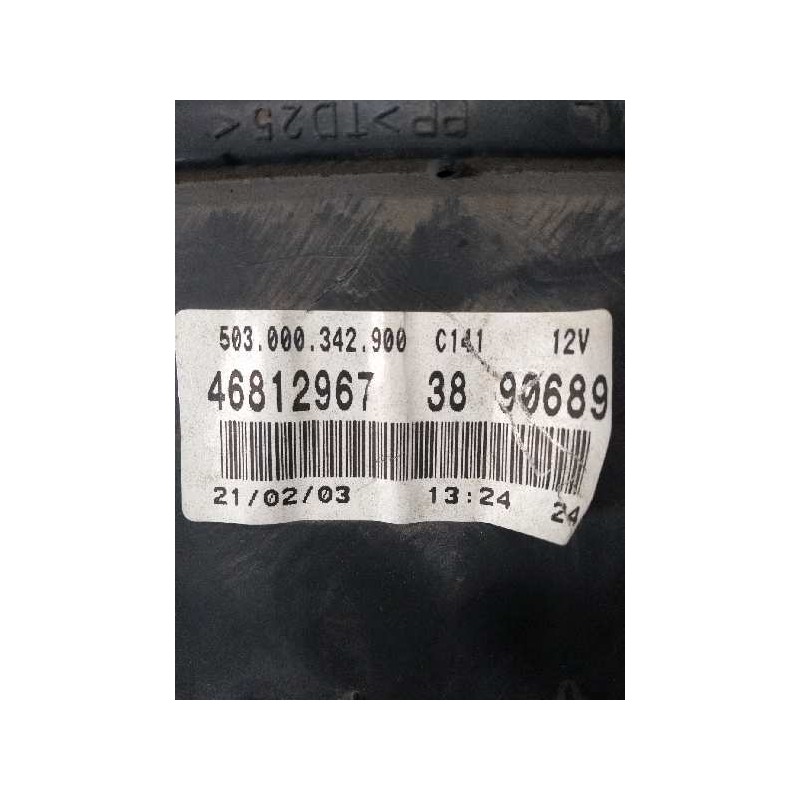 PP>TD25<
503.000.342.900 C141 12V
46812967 38 90689
21/02/03 13:24 24